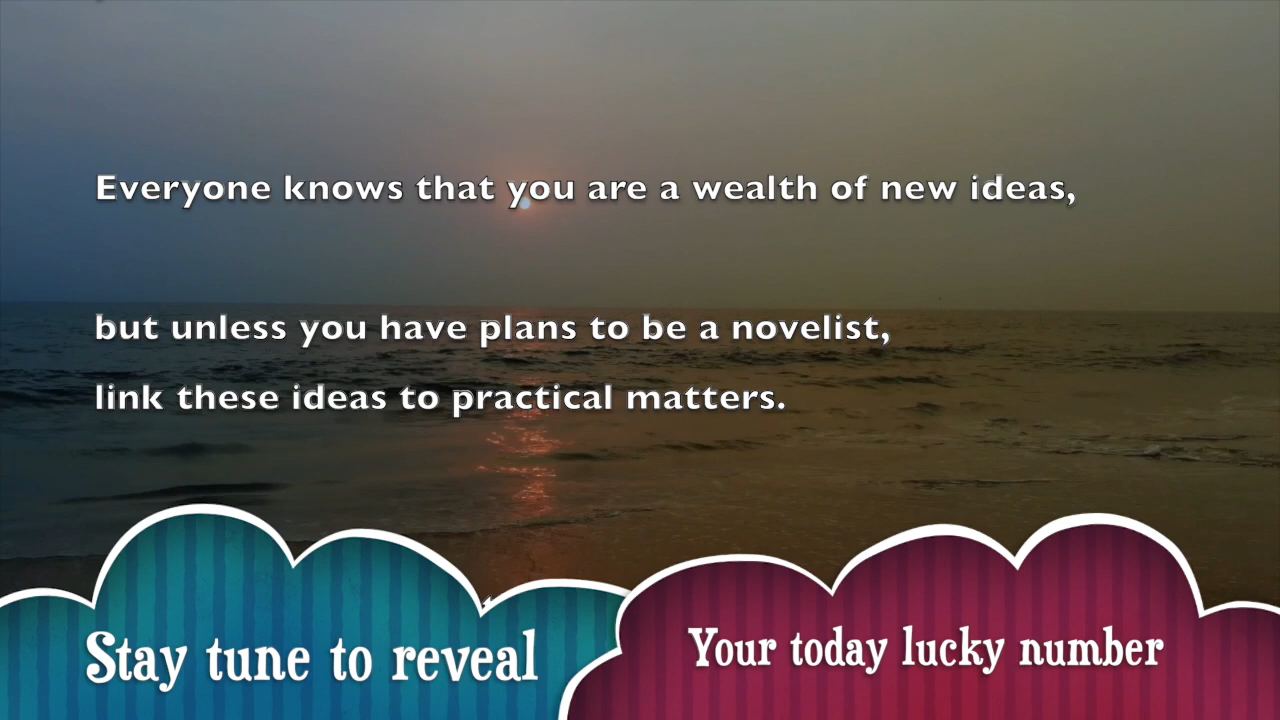 Everyone knows that you are a wealth of new ideas,
but unless you have plans to be a novelist,
link these ideas to practical matters.
Stay tune to reveal
Your today lucky number